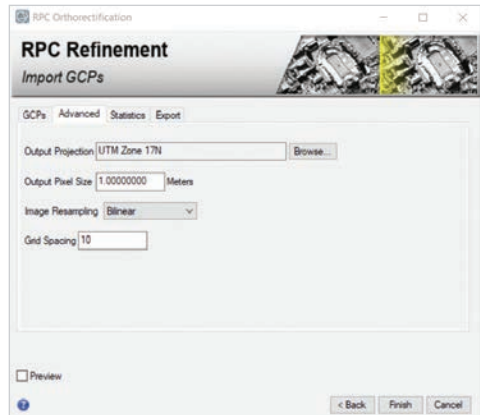 RPC Orthorectification
RPC Refinement
Import GCPs
GCPs Advanced Statistics Export
Output Projection UTM Zone 17N Browse...
Output Pixel Size 1.00000000 Meters
Image Resampling Bilinear
Grid Spacing 10
Preview
< Back Finish Cancel